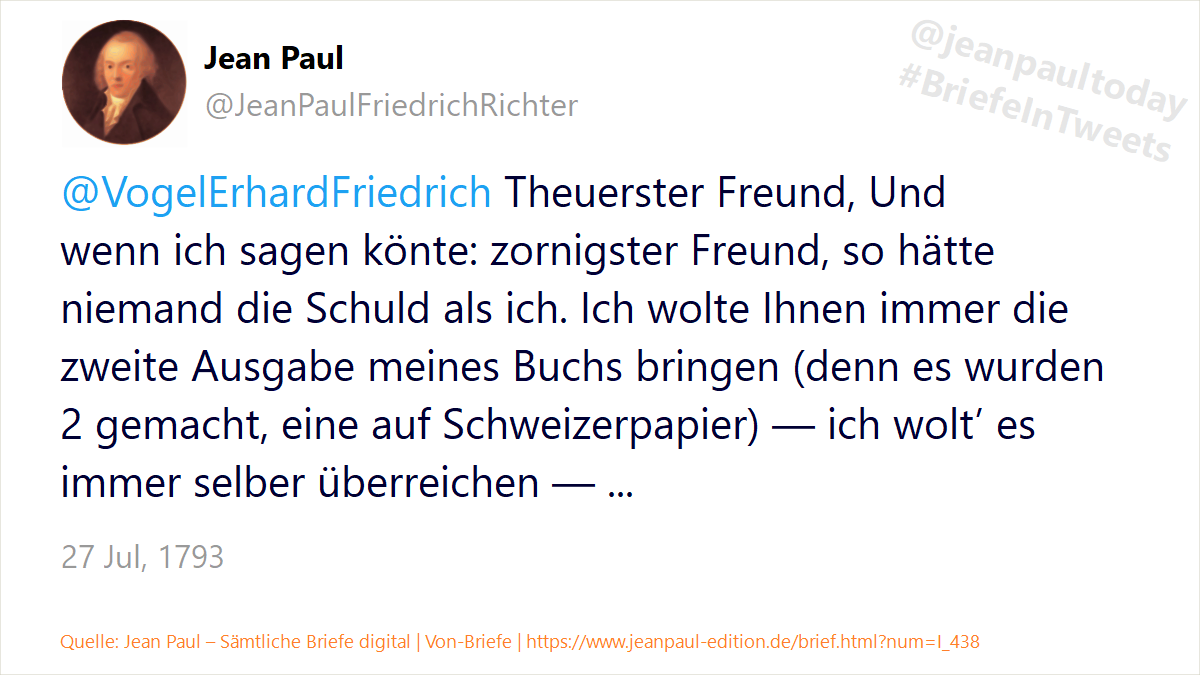 Jean Paul
@JeanPaulFriedrichRichter
@jeanpaultoday
#BriefeInTweets
@VogelErhardFriedrich Theuerster Freund, Und
wenn ich sagen könte: zornigster Freund, so hätte
niemand die Schuld als ich. Ich wolte Ihnen immer die
zweite Ausgabe meines Buchs bringen (denn es wurden
2 gemacht, eine auf Schweizerpapier) — ich wolt’ es
immer selber überreichen — ...
27 Jul, 1793
Quelle: Jean Paul – Sämtliche Briefe digital | Von-Briefe | https://www.jeanpaul-edition.de/brief.html?num=I_438